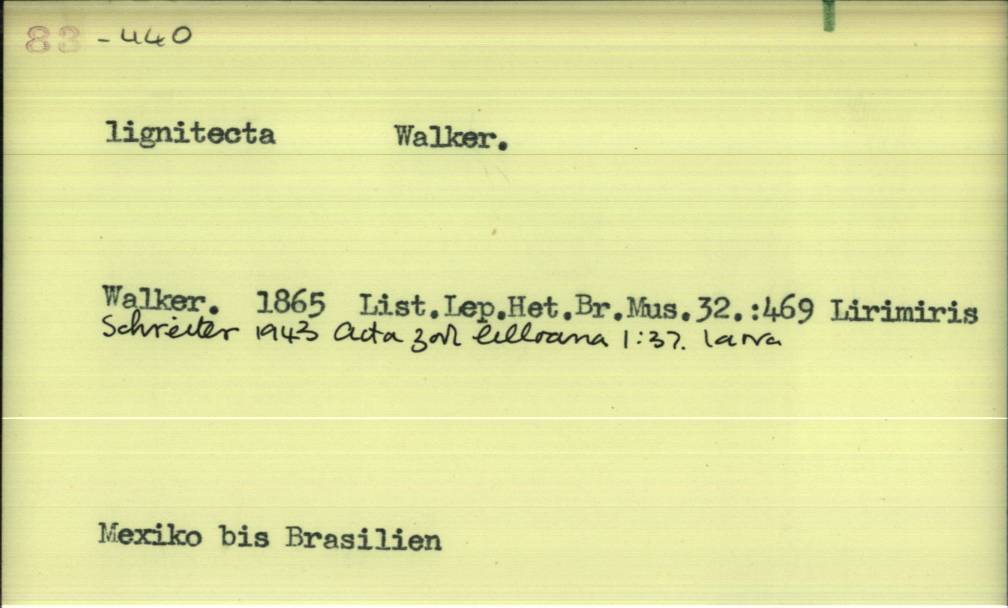 83 - 440
lignitecta Walker.
Walker. 1865 List.Lep.Het.Br.Mus.32.:469 Lirimiris
Schreiter 1943 Acta zool lilloana 1:37. larva
Mexiko bis Brasilien